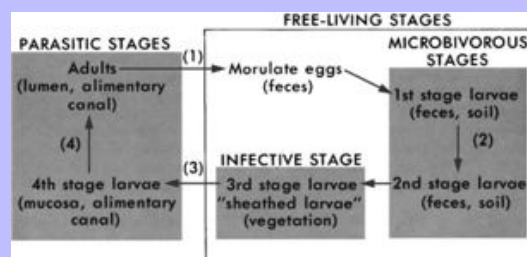 FREE-LIVING STAGES
PARASITIC STAGES
MICROBIVOROUS
STAGES
Adults
(lumen, alimentary
canal)
(1)
Morulate eggs
(feces)
1st stage larvae
(feces, soil)
(2)
2nd stage larvae
(feces, soil)
INFECTIVE STAGE
3rd stage larvae
"sheathed larvae"
(vegetation)
(3)
4th stage larvae
(mucosa, alimentary
canal)
(4)